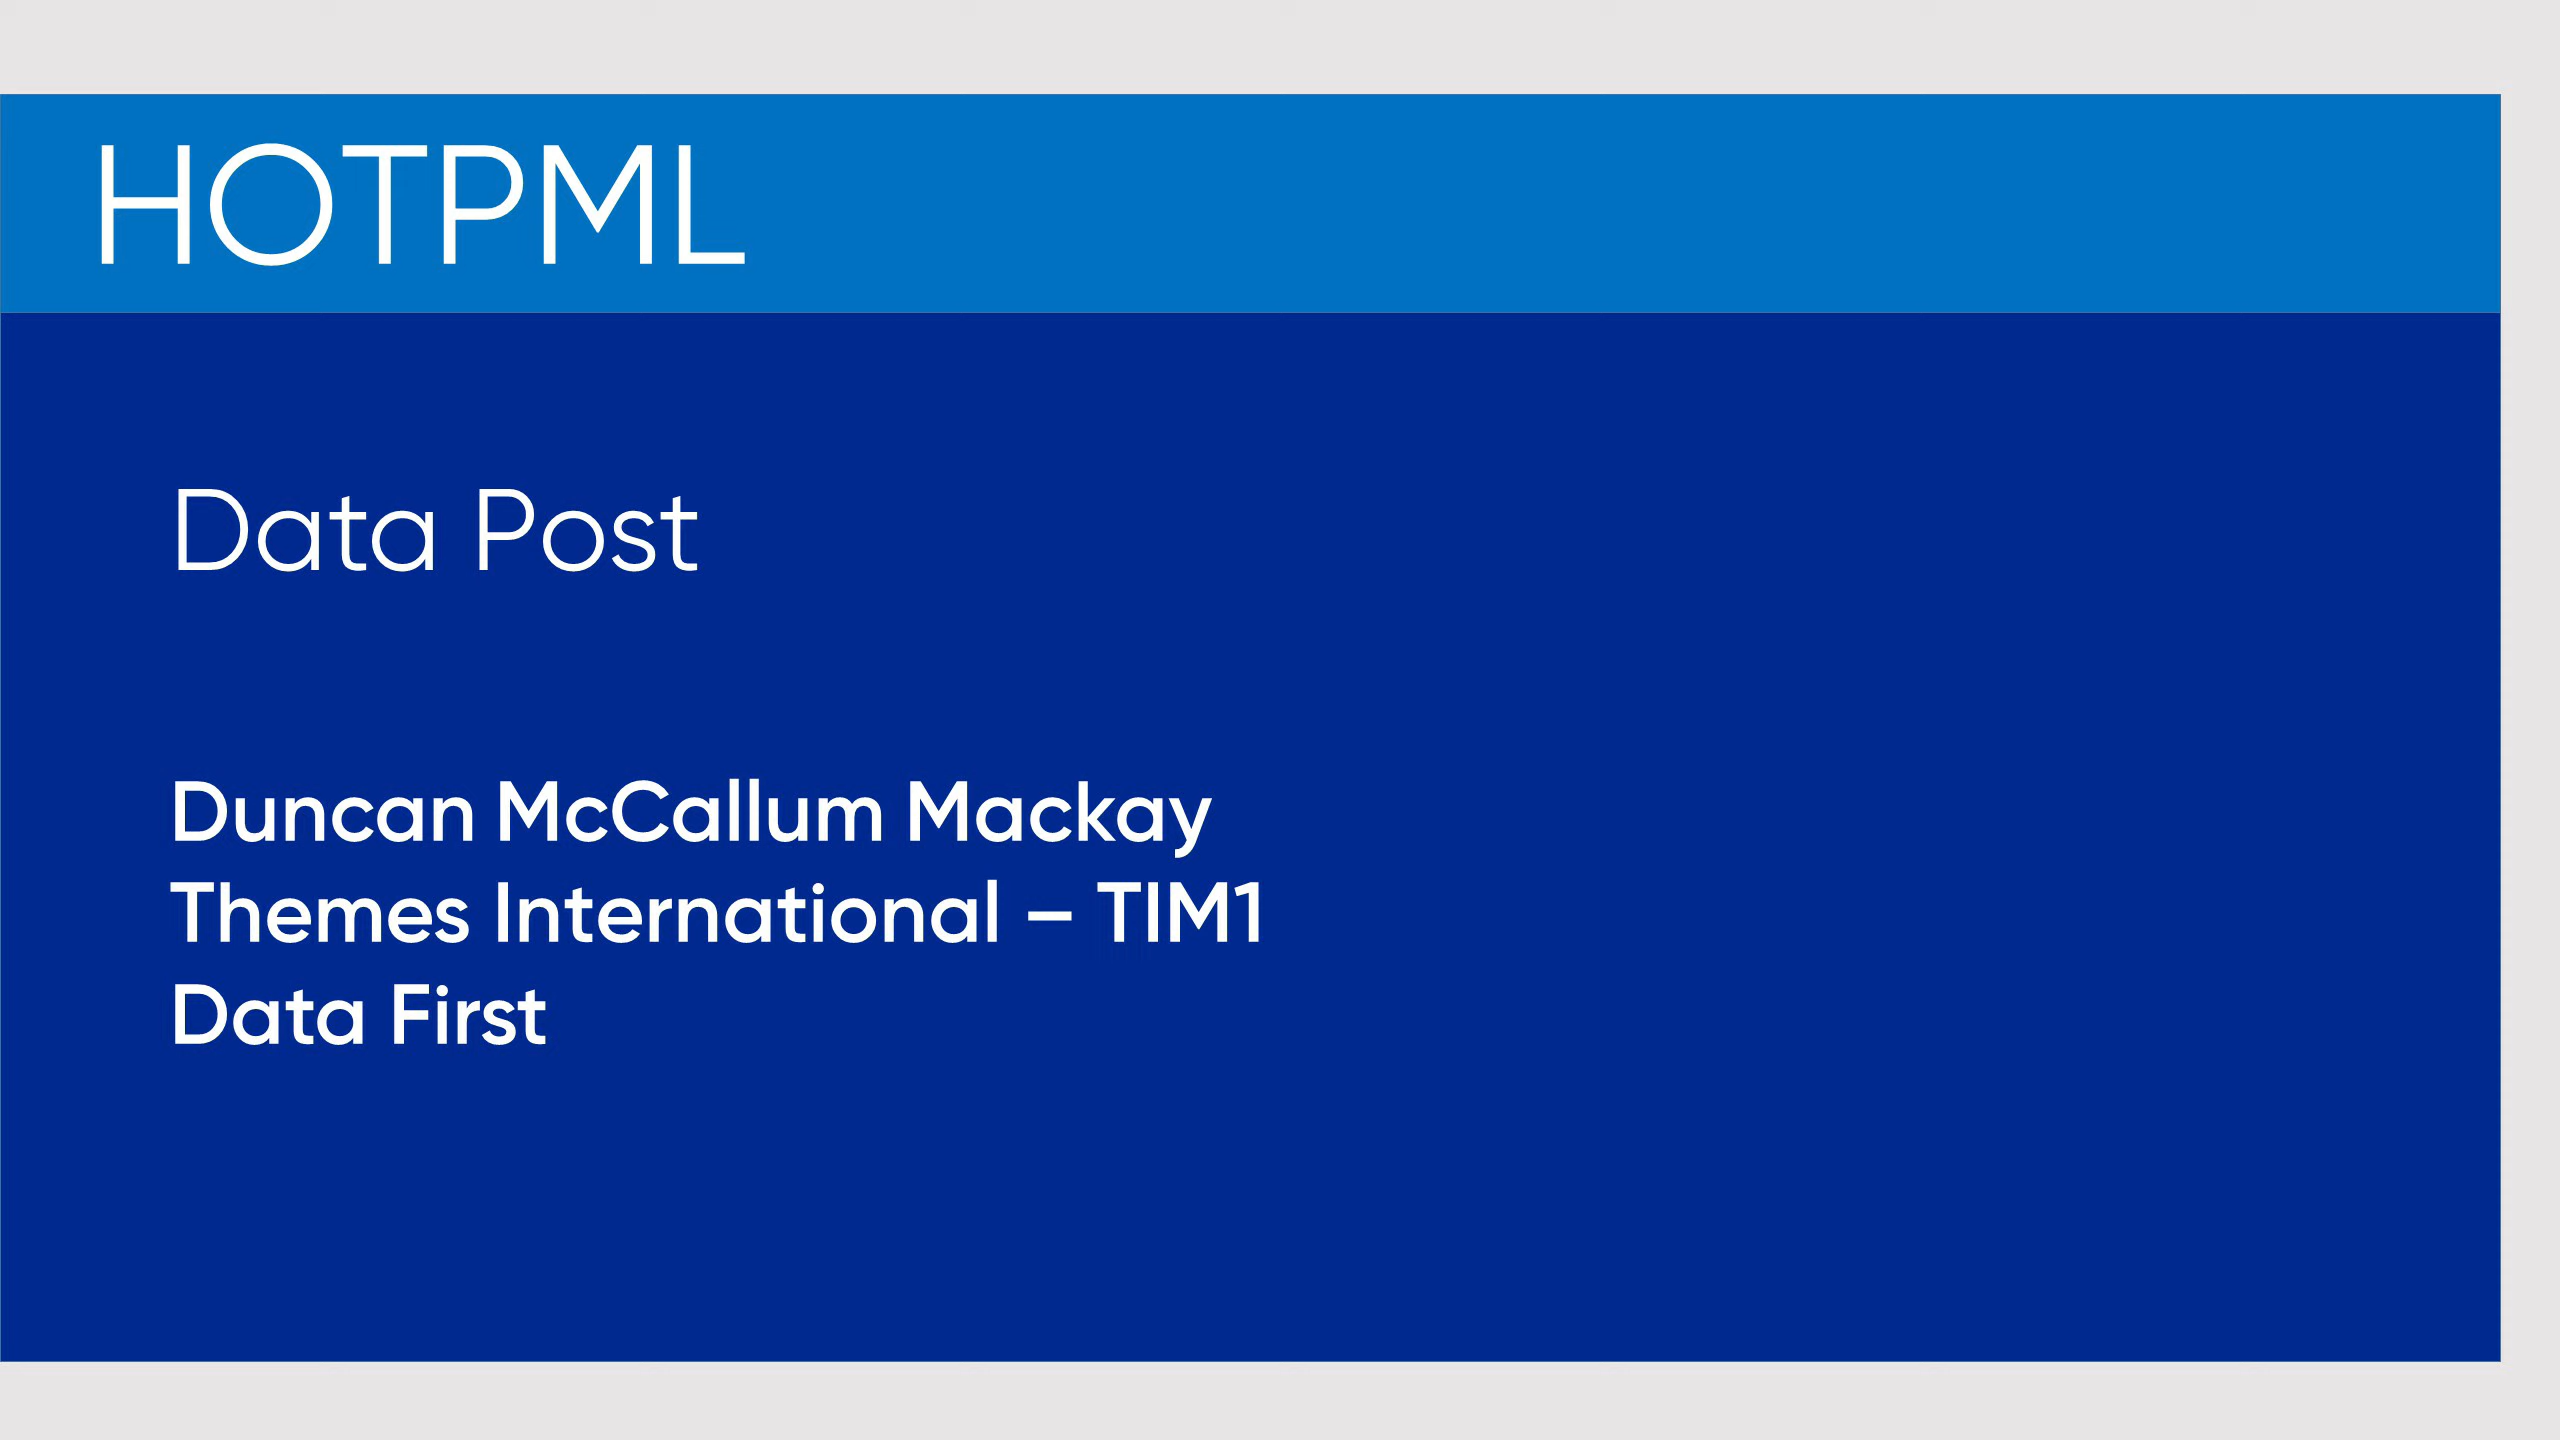 HOTPML
Data Post
Duncan McCallum Mackay
Themes International – TIM1
Data First